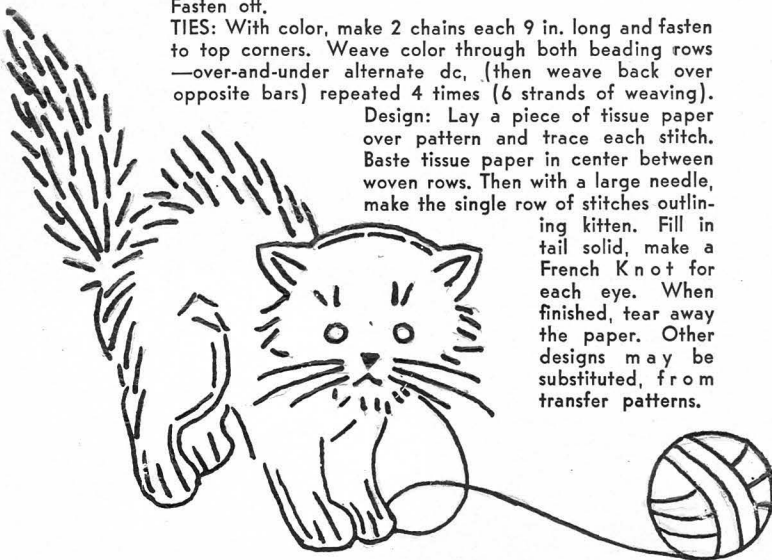 Fasten off.
TIES: With color, make 2 chains each 9 in. long and fasten
to top corners. Weave color through both beading rows
—over-and-under alternate dc, (then weave back over
opposite bars) repeated 4 times (6 strands of weaving).
Design: Lay a piece of tissue paper
over pattern and trace each stitch.
Baste tissue paper in center between
woven rows. Then with a large needle,
make the single row of stitches outlin-
ing kitten. Fill in
tail solid, make a
French Knot for
each eye. When
finished, tear away
the paper. Other
designs may be
substituted, from
transfer patterns.